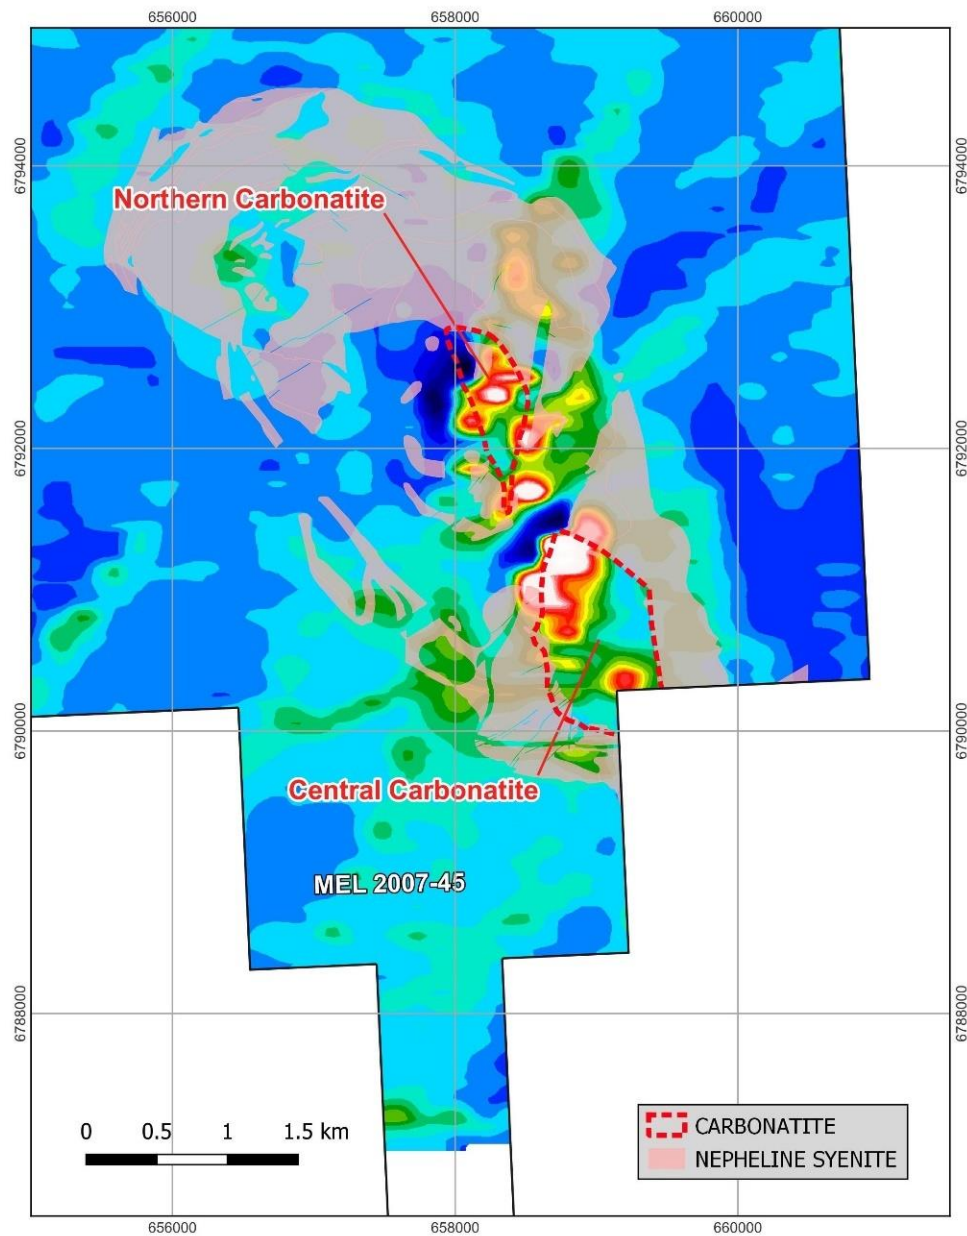 656000
658000
660000
6794000
6794000
Northern Carbonatite
6792000
6792000
6790000
6790000
Central Carbonatite
MEL 2007-45
6788000
6788000
0 0.5 1 1.5 km
CARBONATITE
NEPHELINE SYENITE
656000
658000
660000